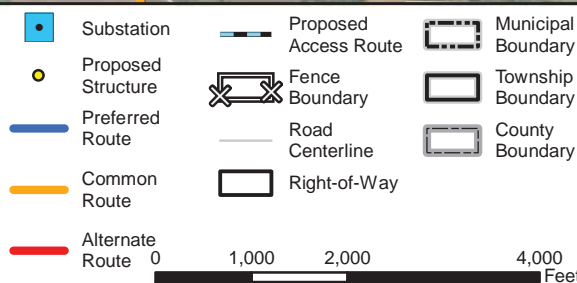 Substation
Proposed
Structure
Preferred
Route
Common
Route
Alternate
Route
Proposed
Access Route
Fence
Boundary
Road
Centerline
Right-of-Way
Municipal
Boundary
Township
Boundary
County
Boundary
0 1,000 2,000 4,000
Feet